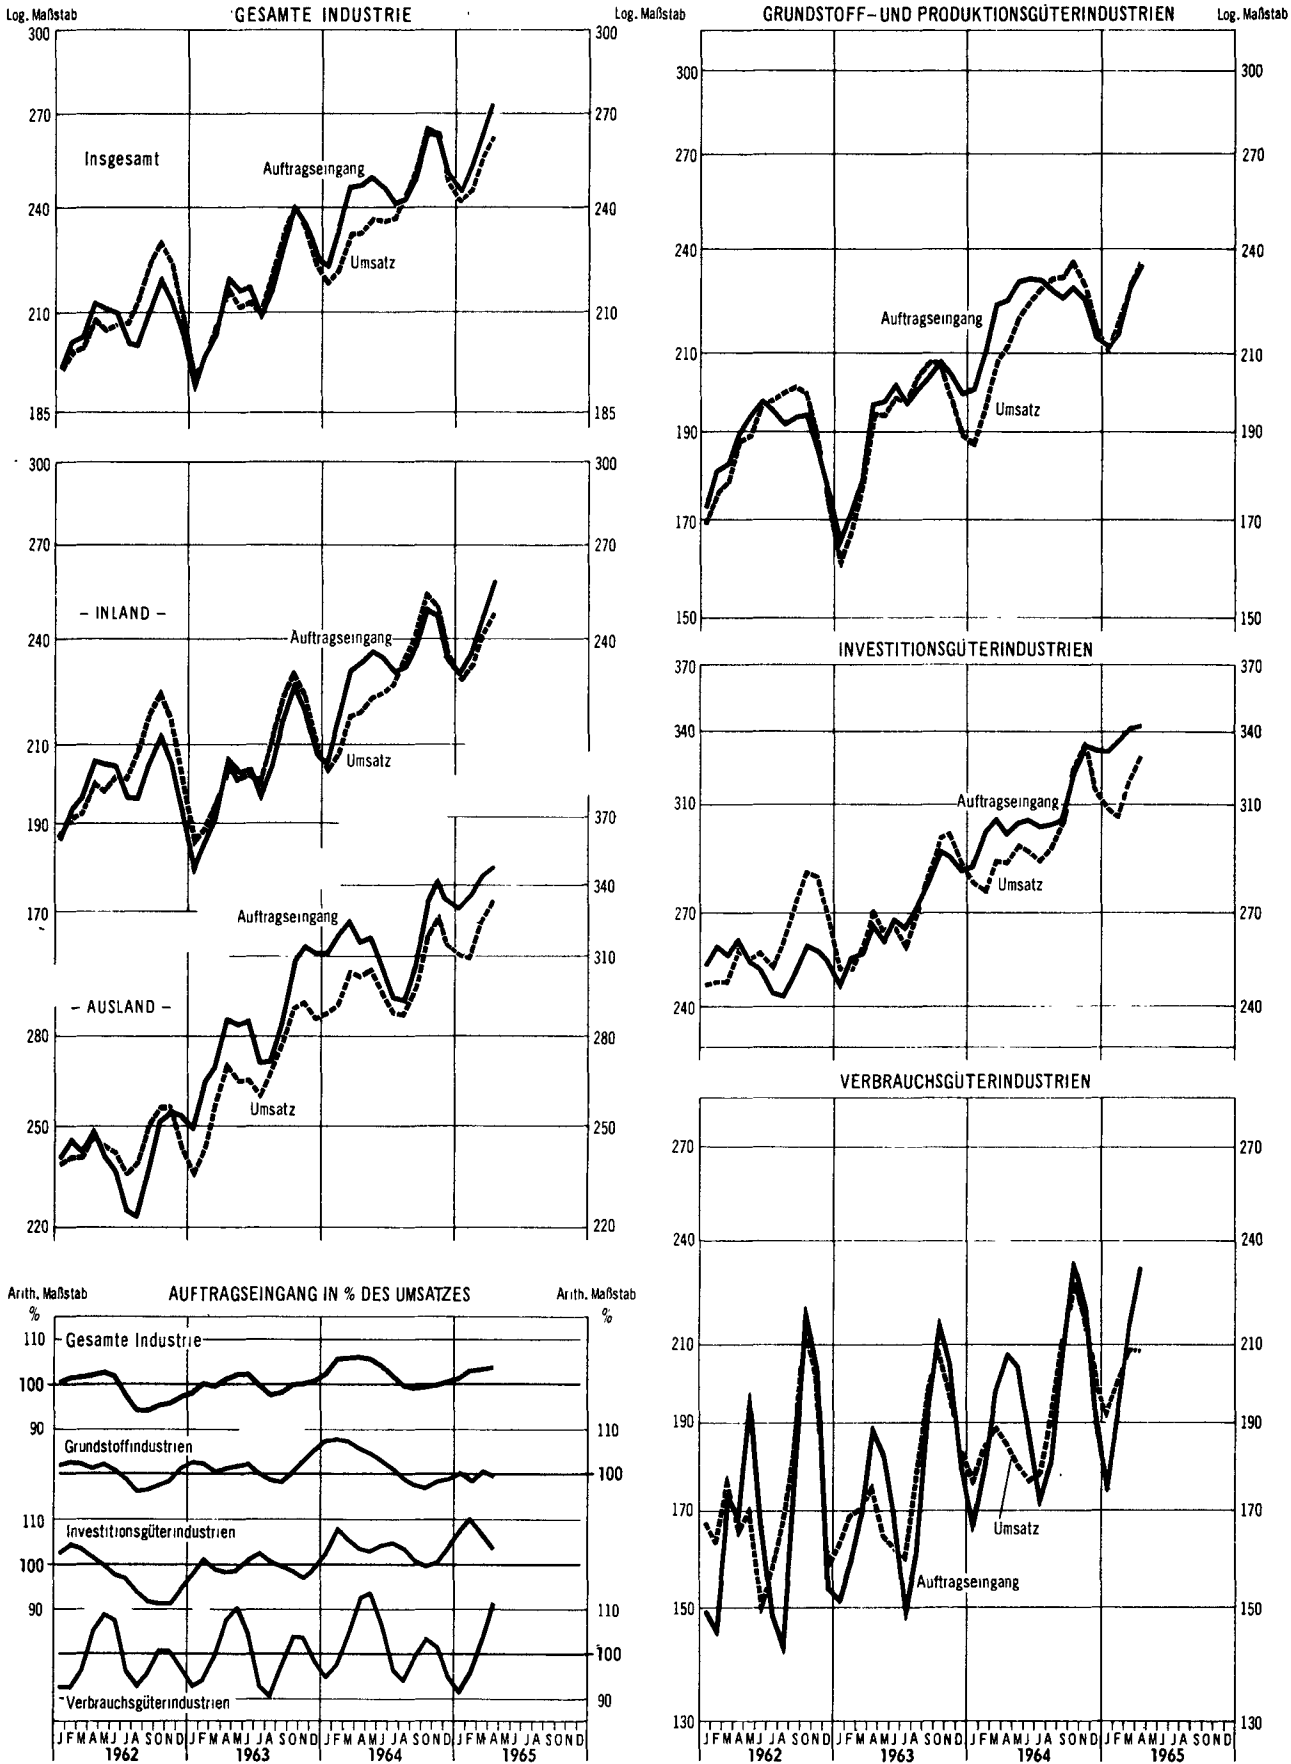 Log. Maßstab GESAMTE INDUSTRIE Log. Maßstab
300 300
270 270
Insgesamt
Auftragseingang
240 240
Umsatz
210 210
185 185
300 300
270 270
- INLAND -
Auftragseingang
240 240
210
Umsatz
190
370
340
170
Auftragseingang
310
- AUSLAND -
280 280
Umsatz
250 250
220 220
Arith. Maßstab AUFTRAGSEINGANG IN % DES UMSATZES Arith. Maßstab
% %
110
Gesamte Industrie
100
90 110
Grundstoffindustrien
100
110
Investitionsgüterindustrien
100
90 110
100
Verbrauchsgüterindustrien
90
J F M A M J J A S O N D J F M A M J J A S O N D J F M A M J J A S O N D J F M A M J J A S O N D
1962 1963 1964 1965
GRUNDSTOFF- UND PRODUKTIONSGÜTERINDUSTRIEN Log. Maßstab
300 300
270 270
240 240
Auftragseingang
210 210
Umsatz
190 190
170 170
150 150
INVESTITIONSGÜTERINDUSTRIEN
370 370
340 340
310 310
Auftragseingang
Umsatz
270 270
240 240
VERBRAUCHSGÜTERINDUSTRIEN
270 270
240 240
210 210
190 190
170 170
Umsatz
Auftragseingang
150 150
130 130
J F M A M J J A S O N D J F M A M J J A S O N D J F M A M J J A S O N D J F M A M J J A S O N D
1962 1963 1964 1965